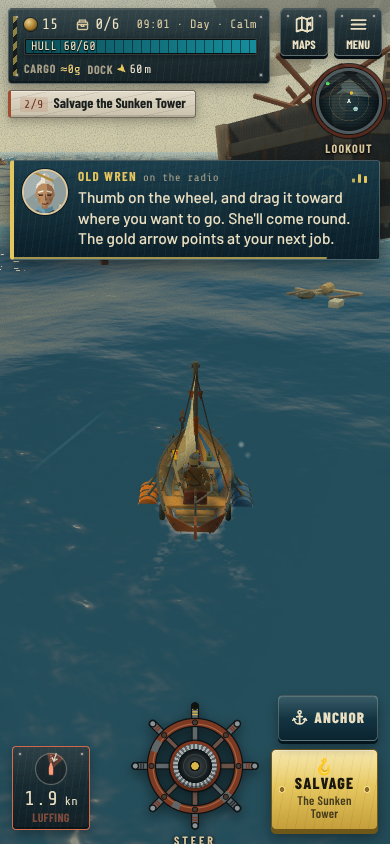 15 0/6 09:01 · Day · Calm
HULL 60/60
CARGO ≈0g DOCK 60m
MAPS
MENU
2/9 Salvage the Sunken Tower
LOOKOUT
OLD WREN on the radio
Thumb on the wheel, and drag it toward
where you want to go. She'll come round.
The gold arrow points at your next job.
ANCHOR
SALVAGE
The Sunken
Tower
1.9 kn
LUFFING
STEER